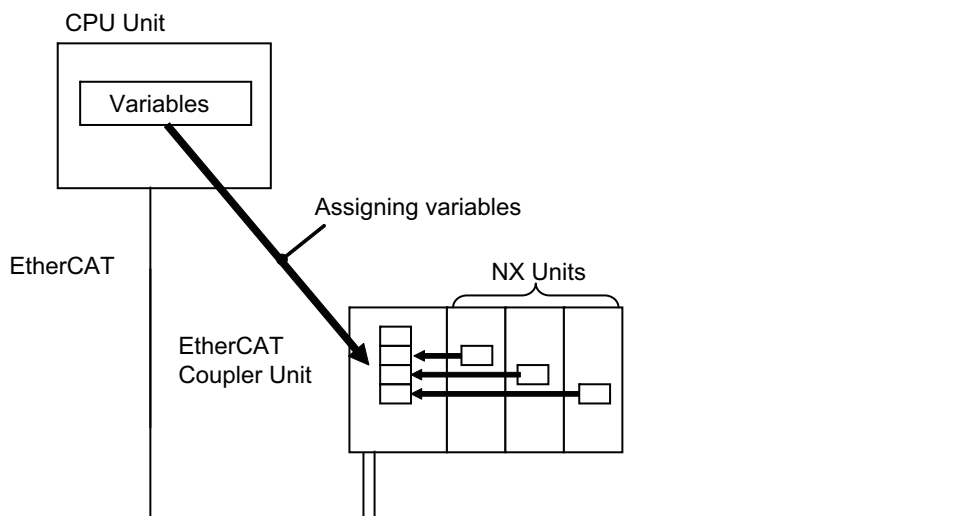 CPU Unit
Variables
Assigning variables
EtherCAT
NX Units
EtherCAT
Coupler Unit